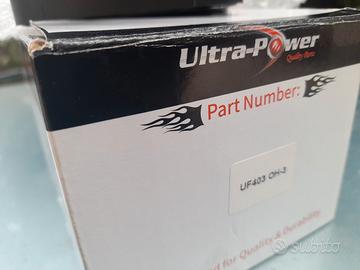 Ultra-Power
Quality Parts
Part Number:
UF403 OH-3
d for Quality & Durability
SUbito